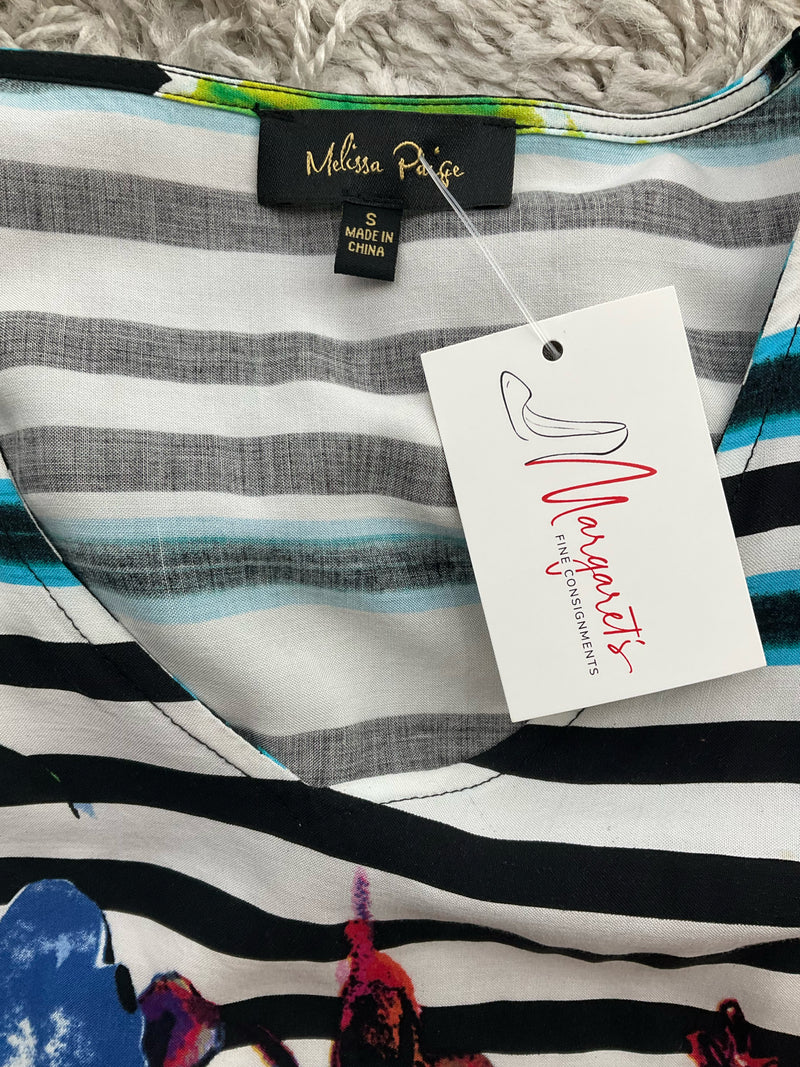 Melissa Paige
S
MADE IN
CHINA
Margaret's
FINE CONSIGNMENTS